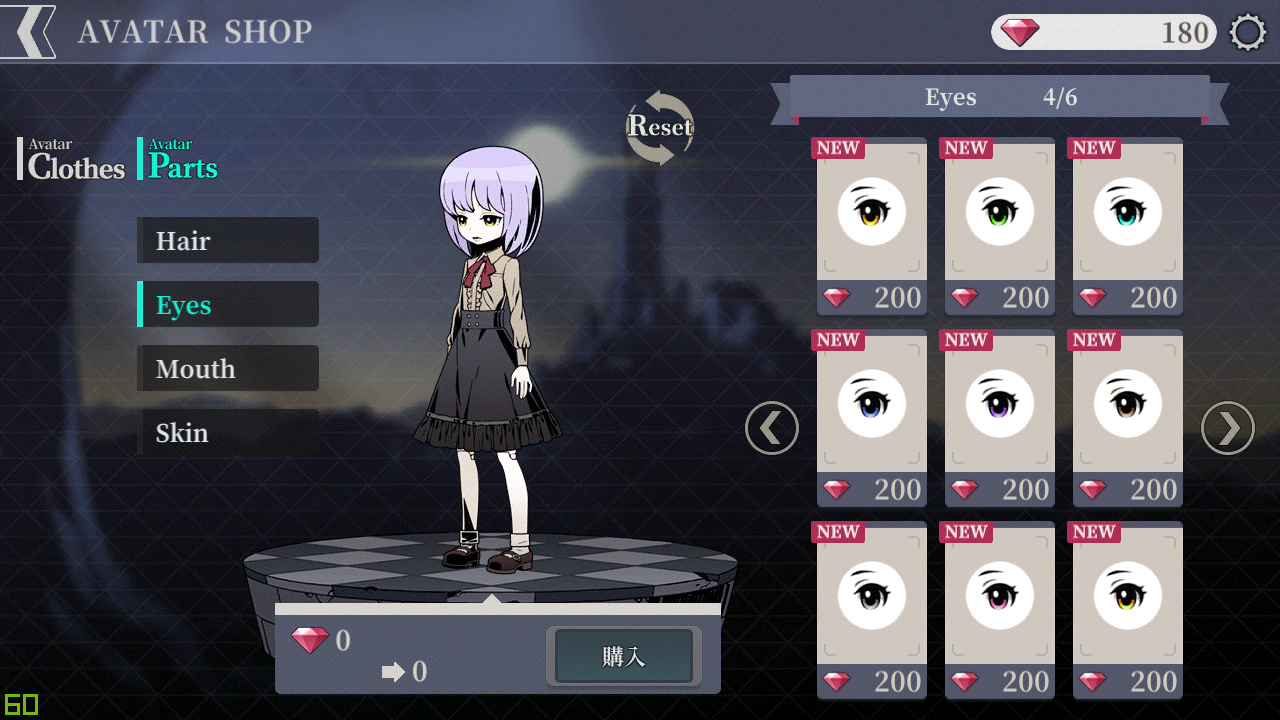 AVATAR SHOP
180
Eyes 4/6
Reset
Avatar
Clothes
Avatar
Parts
Hair
Eyes
Mouth
Skin
NEW NEW NEW
200 200 200
NEW NEW NEW
200 200 200
NEW NEW NEW
200 200 200
0
0
購入
60